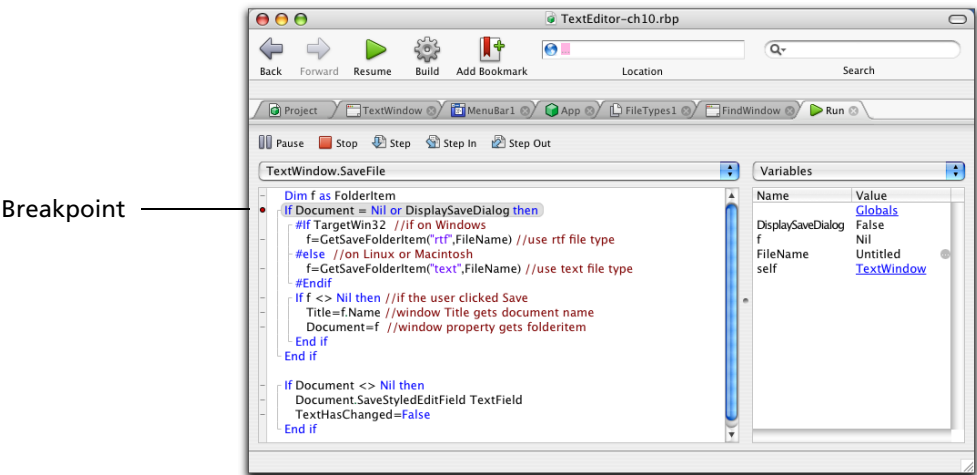 TextEditor-ch10.rbp
Back Forward Resume Build Add Bookmark Location Search
Project TextWindow MenuBar1 App FileTypes1 FindWindow Run
Pause Stop Step Step In Step Out
TextWindow.SaveFile
Breakpoint
Dim f as FolderItem
If Document = Nil or DisplaySaveDialog then
#If TargetWin32 //if on Windows
f=GetSaveFolderItem("rtf",FileName) //use rtf file type
#else //on Linux or Macintosh
f=GetSaveFolderItem("text",FileName) //use text file type
#Endif
If f <> Nil then //if the user clicked Save
Title=f.Name //window Title gets document name
Document=f //window property gets folderitem
End if
End if
If Document <> Nil then
Document.SaveStyledEditField TextField
TextHasChanged=False
End if
Variables
Name Value
Globals
DisplaySaveDialog False
f Nil
FileName Untitled
self TextWindow